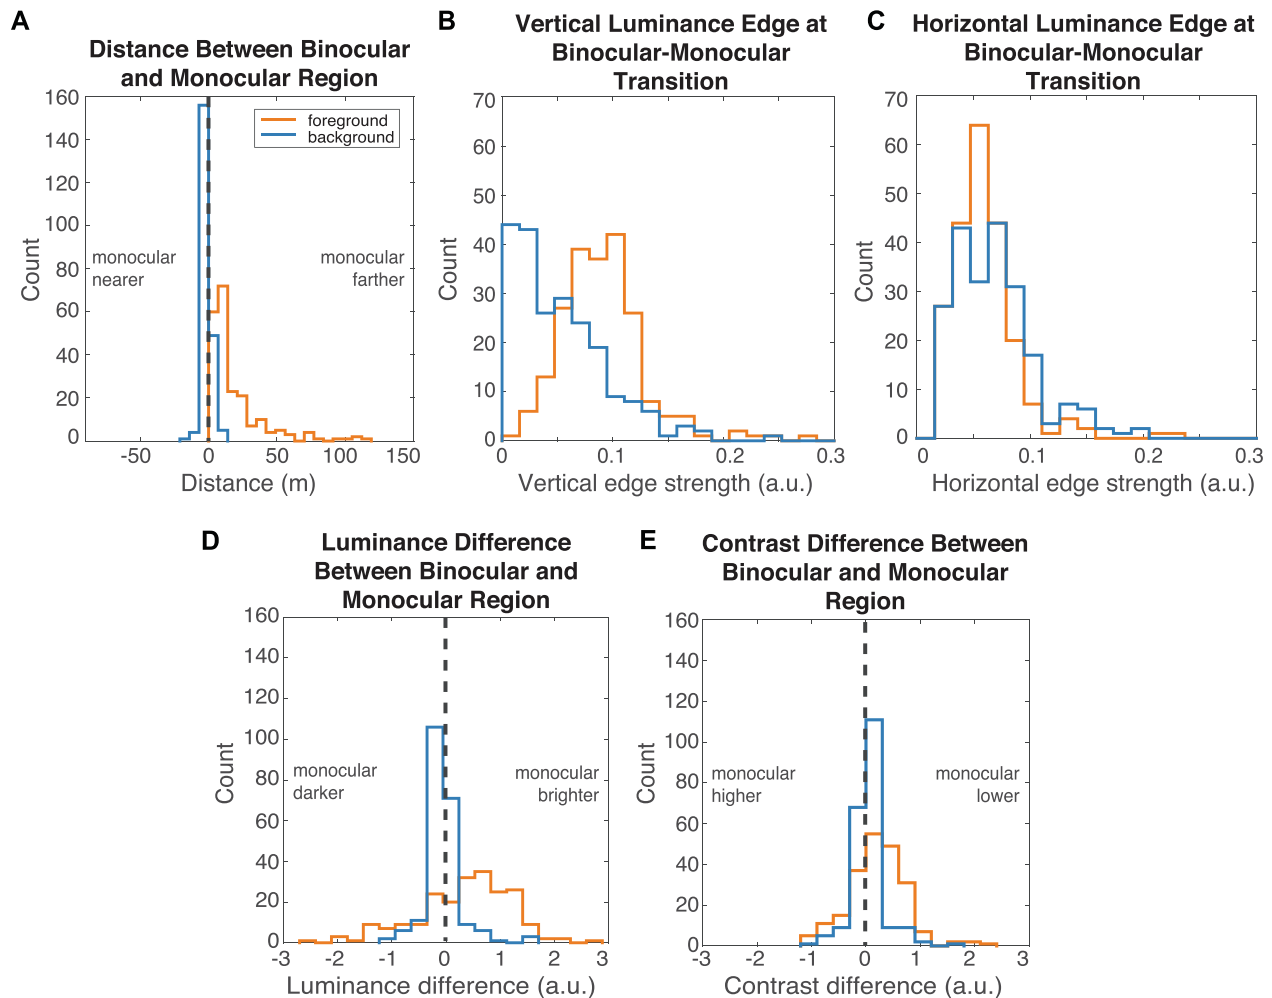 A
Distance Between Binocular
and Monocular Region
160
140
120
100
80
60
40
20
0
Count
foreground
background
monocular
nearer
monocular
farther
-50
0
50
100
150
Distance (m)
B
Vertical Luminance Edge at
Binocular-Monocular
Transition
70
60
50
40
30
20
10
0
Count
0
0.1
0.2
0.3
Vertical edge strength (a.u.)
C
Horizontal Luminance Edge at
Binocular-Monocular
Transition
70
60
50
40
30
20
10
0
Count
0
0.1
0.2
0.3
Horizontal edge strength (a.u.)
D
Luminance Difference
Between Binocular and
Monocular Region
160
140
120
100
80
60
40
20
0
Count
monocular
darker
monocular
brighter
-3
-2
-1
0
1
2
3
Luminance difference (a.u.)
E
Contrast Difference Between
Binocular and Monocular
Region
160
140
120
100
80
60
40
20
0
Count
monocular
higher
monocular
lower
-3
-2
-1
0
1
2
3
Contrast difference (a.u.)